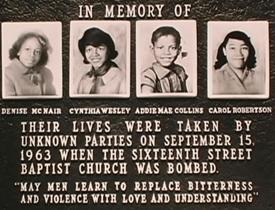 IN MEMORY OF
DENISE MC NAIR CYNTHIA WESLEY ADDIE MAE COLLINS CAROL ROBERTSON
THEIR LIVES WERE TAKEN BY
UNKNOWN PARTIES ON SEPTEMBER 15,
1963 WHEN THE SIXTEENTH STREET
BAPTIST CHURCH WAS BOMBED.
"MAY MEN LEARN TO REPLACE BITTERNESS
AND VIOLENCE WITH LOVE AND UNDERSTANDING"